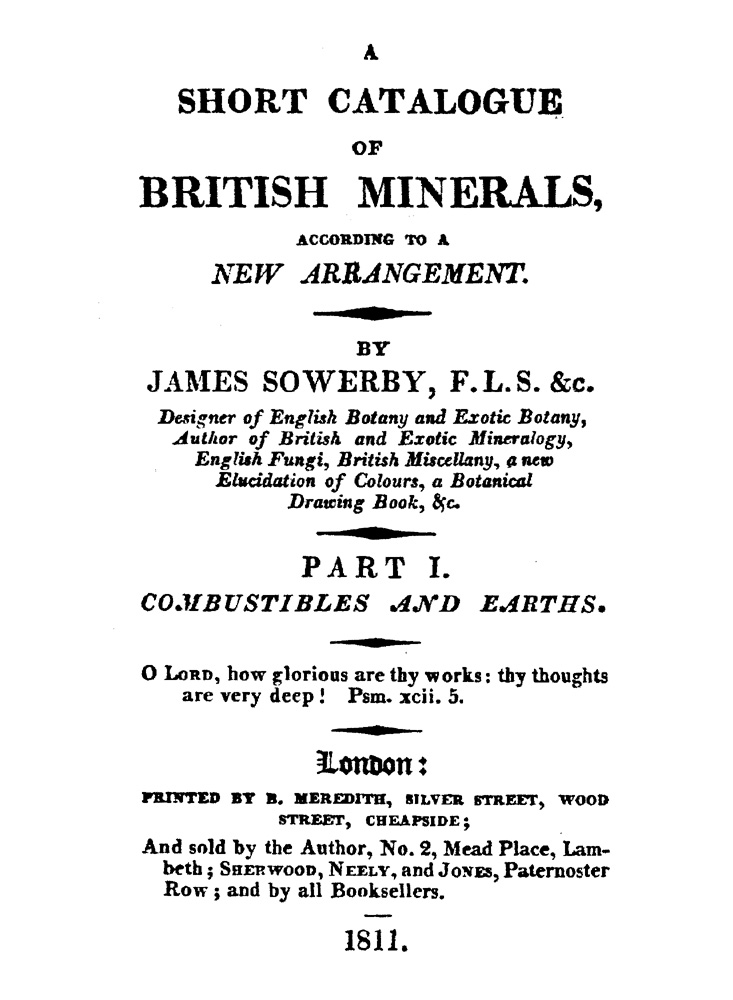 A
SHORT CATALOGUE
OF
BRITISH MINERALS,
ACCORDING TO A
NEW ARRANGEMENT.
BY
JAMES SOWERBY, F.L.S. &c.
Designer of English Botany and Exotic Botany,
Author of British and Exotic Mineralogy,
English Fungi, British Miscellany, a new
Elucidation of Colours, a Botanical
Drawing Book, &c.
PART I.
COMBUSTIBLES AND EARTHS.
O LORD, how glorious are thy works: thy thoughts
are very deep! Psm. xcii. 5.
London:
PRINTED BY B. MEREDITH, SILVER STREET, WOOD
STREET, CHEAPSIDE;
And sold by the Author, No. 2, Mead Place, Lam-
beth; SHERWOOD, NEELY, and JONES, Paternoster
Row; and by all Booksellers.
1811.